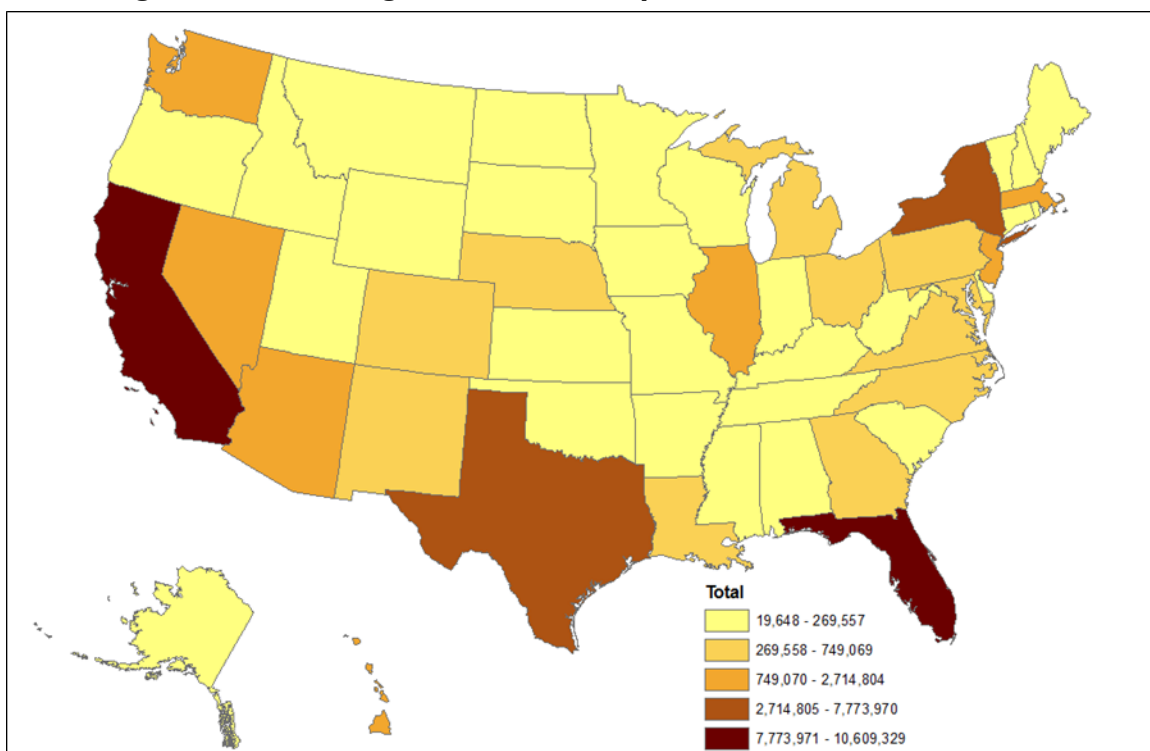 Total
19,648 - 269,557
269,558 - 749,069
749,070 - 2,714,804
2,714,805 - 7,773,970
7,773,971 - 10,609,329